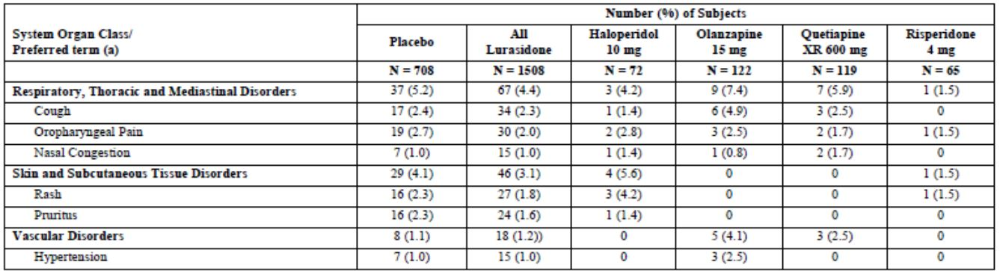 Number (%) of Subjects
System Organ Class/
Preferred term (a)
Placebo
All
Lurasidone
Haloperidol
10 mg
Olanzapine
15 mg
Quetiapine
XR 600 mg
Risperidone
4 mg
N = 708 N = 1508 N = 72 N = 122 N = 119 N = 65
Respiratory, Thoracic and Mediastinal Disorders 37 (5.2) 67 (4.4) 3 (4.2) 9 (7.4) 7 (5.9) 1 (1.5)
Cough 17 (2.4) 34 (2.3) 1 (1.4) 6 (4.9) 3 (2.5) 0
Oropharyngeal Pain 19 (2.7) 30 (2.0) 2 (2.8) 3 (2.5) 2 (1.7) 1 (1.5)
Nasal Congestion 7 (1.0) 15 (1.0) 1 (1.4) 1 (0.8) 2 (1.7) 0
Skin and Subcutaneous Tissue Disorders 29 (4.1) 46 (3.1) 4 (5.6) 0 0 1 (1.5)
Rash 16 (2.3) 27 (1.8) 3 (4.2) 0 0 1 (1.5)
Pruritus 16 (2.3) 24 (1.6) 1 (1.4) 0 0 0
Vascular Disorders 8 (1.1) 18 (1.2)) 0 5 (4.1) 3 (2.5) 0
Hypertension 7 (1.0) 15 (1.0) 0 3 (2.5) 0 0